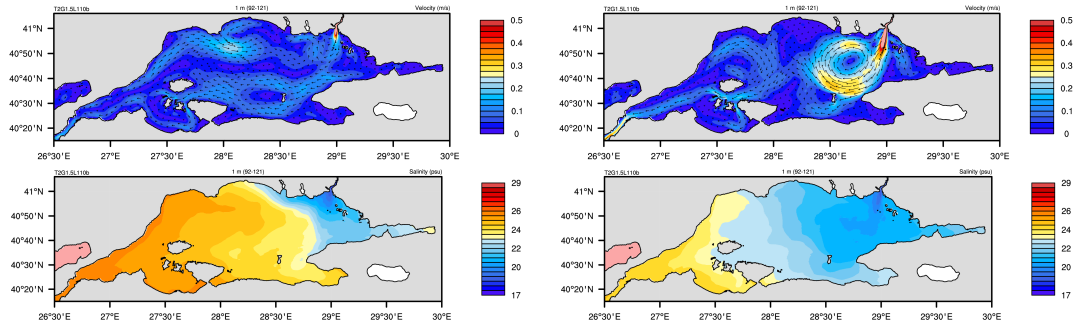 T2G1.5L110b 1 m (92-121) Velocity (m/s)
41°N
40°50'N
40°40'N
40°30'N
40°20'N
26°30'E 27°E 27°30'E 28°E 28°30'E 29°E 29°30'E 30°E
0.5
0.4
0.3
0.2
0.1
0
T2G1.5L110b 1 m (92-121) Velocity (m/s)
41°N
40°50'N
40°40'N
40°30'N
40°20'N
26°30'E 27°E 27°30'E 28°E 28°30'E 29°E 29°30'E 30°E
0.5
0.4
0.3
0.2
0.1
0
T2G1.5L110b 1 m (92-121) Salinity (psu)
41°N
40°50'N
40°40'N
40°30'N
40°20'N
26°30'E 27°E 27°30'E 28°E 28°30'E 29°E 29°30'E 30°E
29
26
24
22
20
17
T2G1.5L110b 1 m (92-121) Salinity (psu)
41°N
40°50'N
40°40'N
40°30'N
40°20'N
26°30'E 27°E 27°30'E 28°E 28°30'E 29°E 29°30'E 30°E
29
26
24
22
20
17